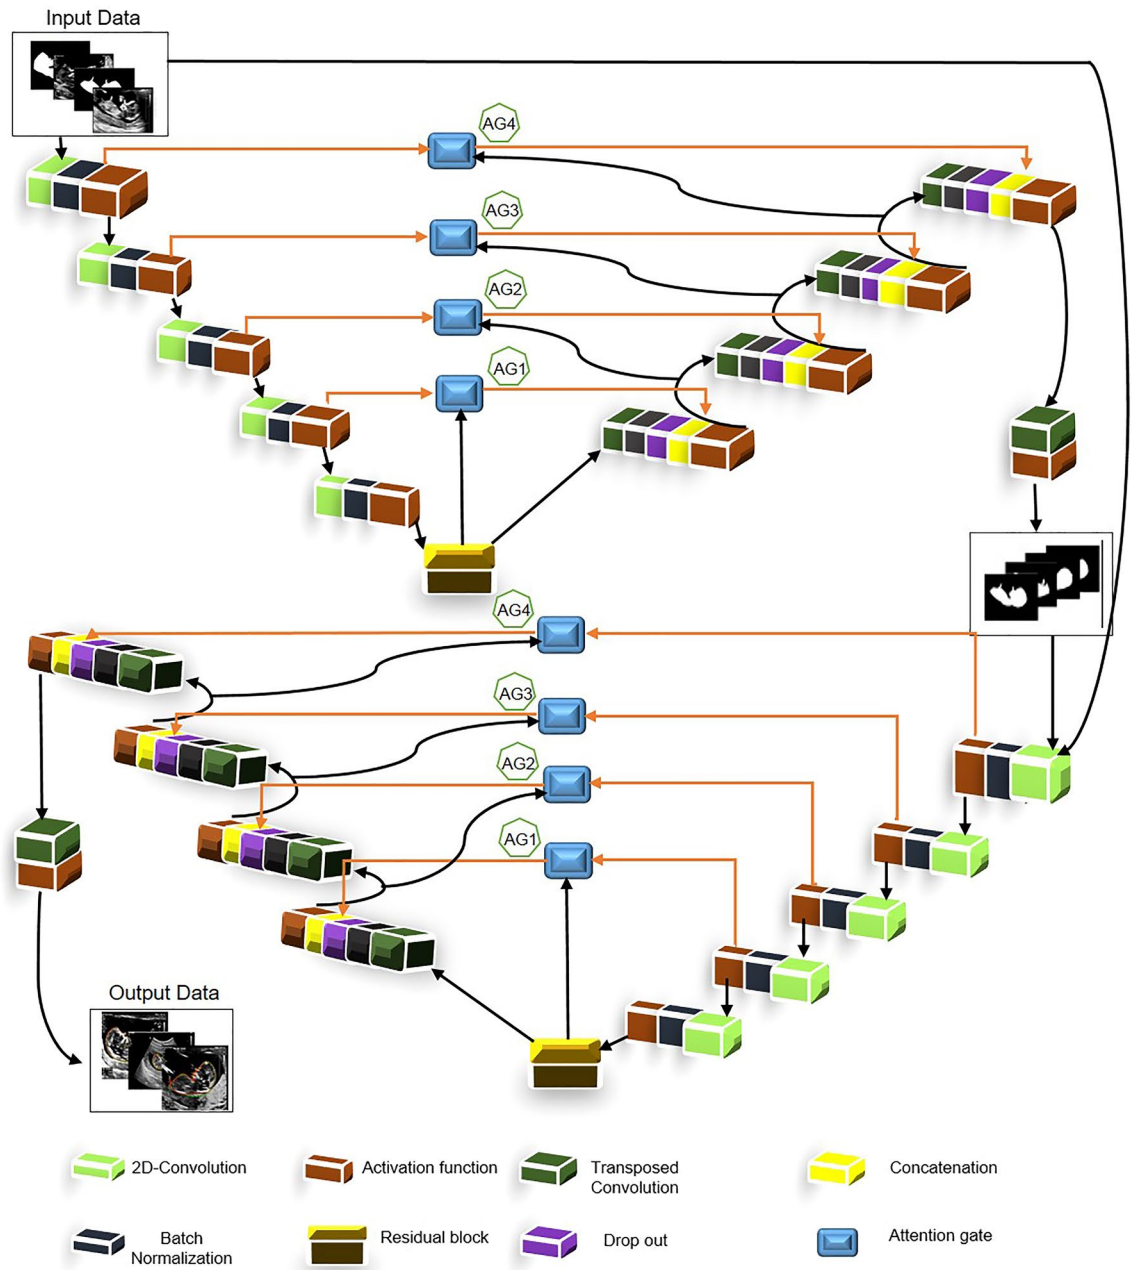 Input Data
AG4
AG3
AG2
AG1
AG4
AG3
AG2
AG1
Output Data
2D-Convolution
Activation function
Transposed
Convolution
Concatenation
Batch
Normalization
Residual block
Drop out
Attention gate